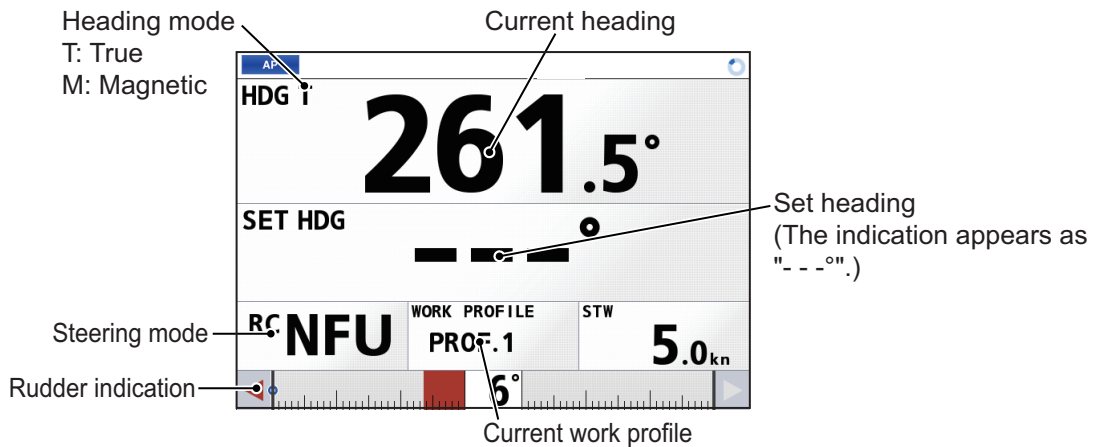 Heading mode
T: True
M: Magnetic
Current heading
AP
HDG T
261.5°
SET HDG
- - -°
Set heading
(The indication appears as
"- - -°".)
Steering mode
RC NFU
WORK PROFILE
PROF.1
STW
5.0kn
Rudder indication
6°
Current work profile